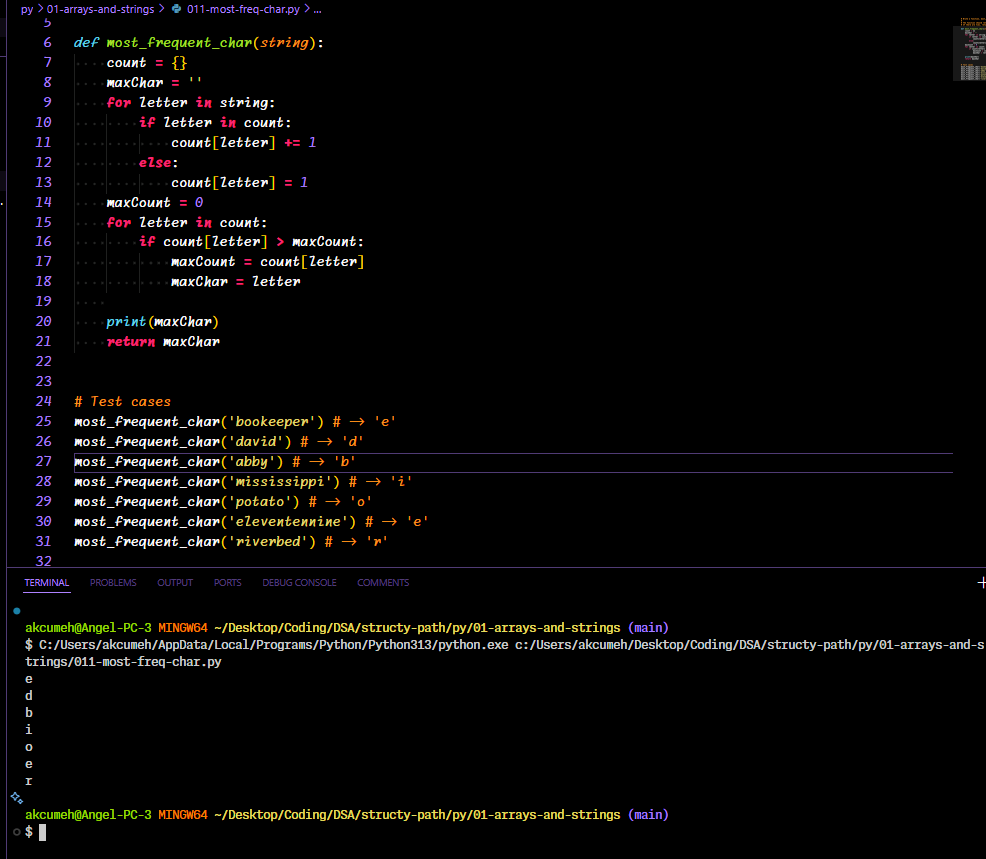 py > 01-arrays-and-strings > 011-most-freq-char.py > ...
5
6 def most_frequent_char(string):
7     count = {}
8     maxChar = ''
9     for letter in string:
10         if letter in count:
11             count[letter] += 1
12         else:
13             count[letter] = 1
14     maxCount = 0
15     for letter in count:
16         if count[letter] > maxCount:
17             maxCount = count[letter]
18             maxChar = letter
19
20     print(maxChar)
21     return maxChar
22
23
24 # Test cases
25 most_frequent_char('bookeeper') # -> 'e'
26 most_frequent_char('david') # -> 'd'
27 most_frequent_char('abby') # -> 'b'
28 most_frequent_char('mississippi') # -> 'i'
29 most_frequent_char('potato') # -> 'o'
30 most_frequent_char('eleventennine') # -> 'e'
31 most_frequent_char('riverbed') # -> 'r'
32
TERMINAL PROBLEMS OUTPUT PORTS DEBUG CONSOLE COMMENTS
akcumeh@Angel-PC-3 MINGW64 ~/Desktop/Coding/DSA/structy-path/py/01-arrays-and-strings (main)
$ C:/Users/akcumeh/AppData/Local/Programs/Python/Python313/python.exe c:/Users/akcumeh/Desktop/Coding/DSA/structy-path/py/01-arrays-and-s
trings/011-most-freq-char.py
e
d
b
i
o
e
r
akcumeh@Angel-PC-3 MINGW64 ~/Desktop/Coding/DSA/structy-path/py/01-arrays-and-strings (main)
$